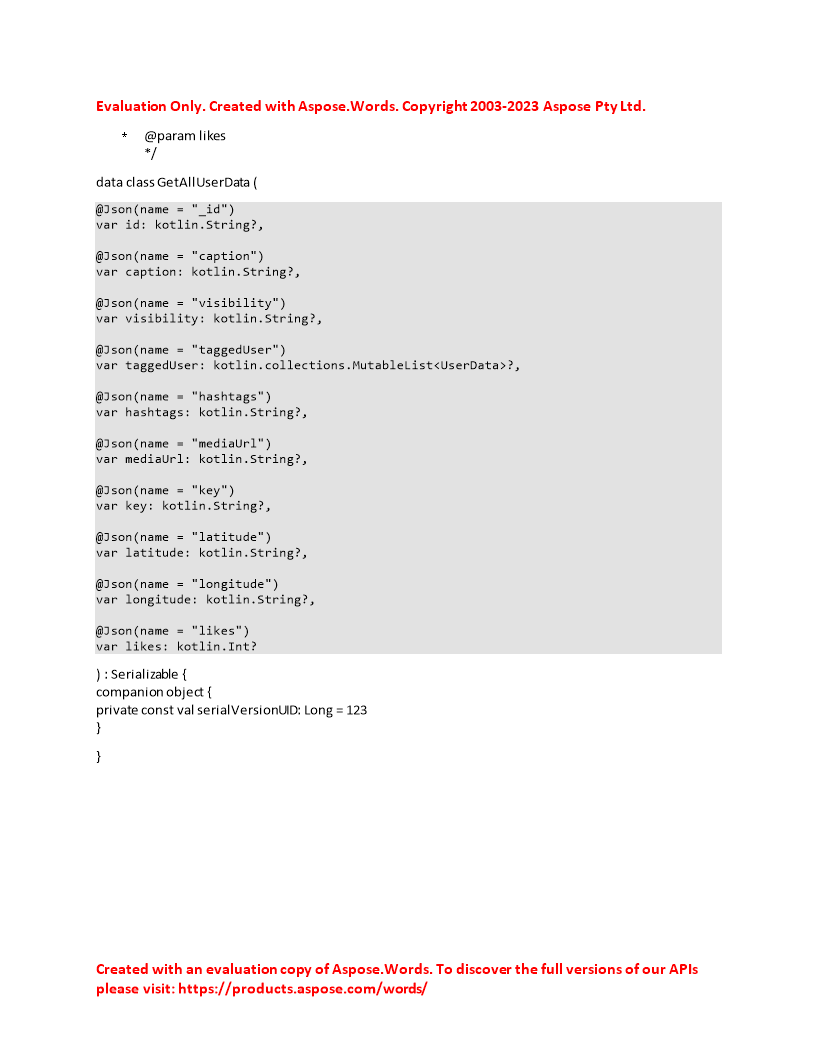 Evaluation Only. Created with Aspose.Words. Copyright 2003-2023 Aspose Pty Ltd.
* @param likes
*/
data class GetAllUserData (
@Json(name = "_id")
var id: kotlin.String?,
@Json(name = "caption")
var caption: kotlin.String?,
@Json(name = "visibility")
var visibility: kotlin.String?,
@Json(name = "taggedUser")
var taggedUser: kotlin.collections.MutableList<UserData>?,
@Json(name = "hashtags")
var hashtags: kotlin.String?,
@Json(name = "mediaUrl")
var mediaUrl: kotlin.String?,
@Json(name = "key")
var key: kotlin.String?,
@Json(name = "latitude")
var latitude: kotlin.String?,
@Json(name = "longitude")
var longitude: kotlin.String?,
@Json(name = "likes")
var likes: kotlin.Int?
) : Serializable {
companion object {
private const val serialVersionUID: Long = 123
}
}
Created with an evaluation copy of Aspose.Words. To discover the full versions of our APIs
please visit: https://products.aspose.com/words/